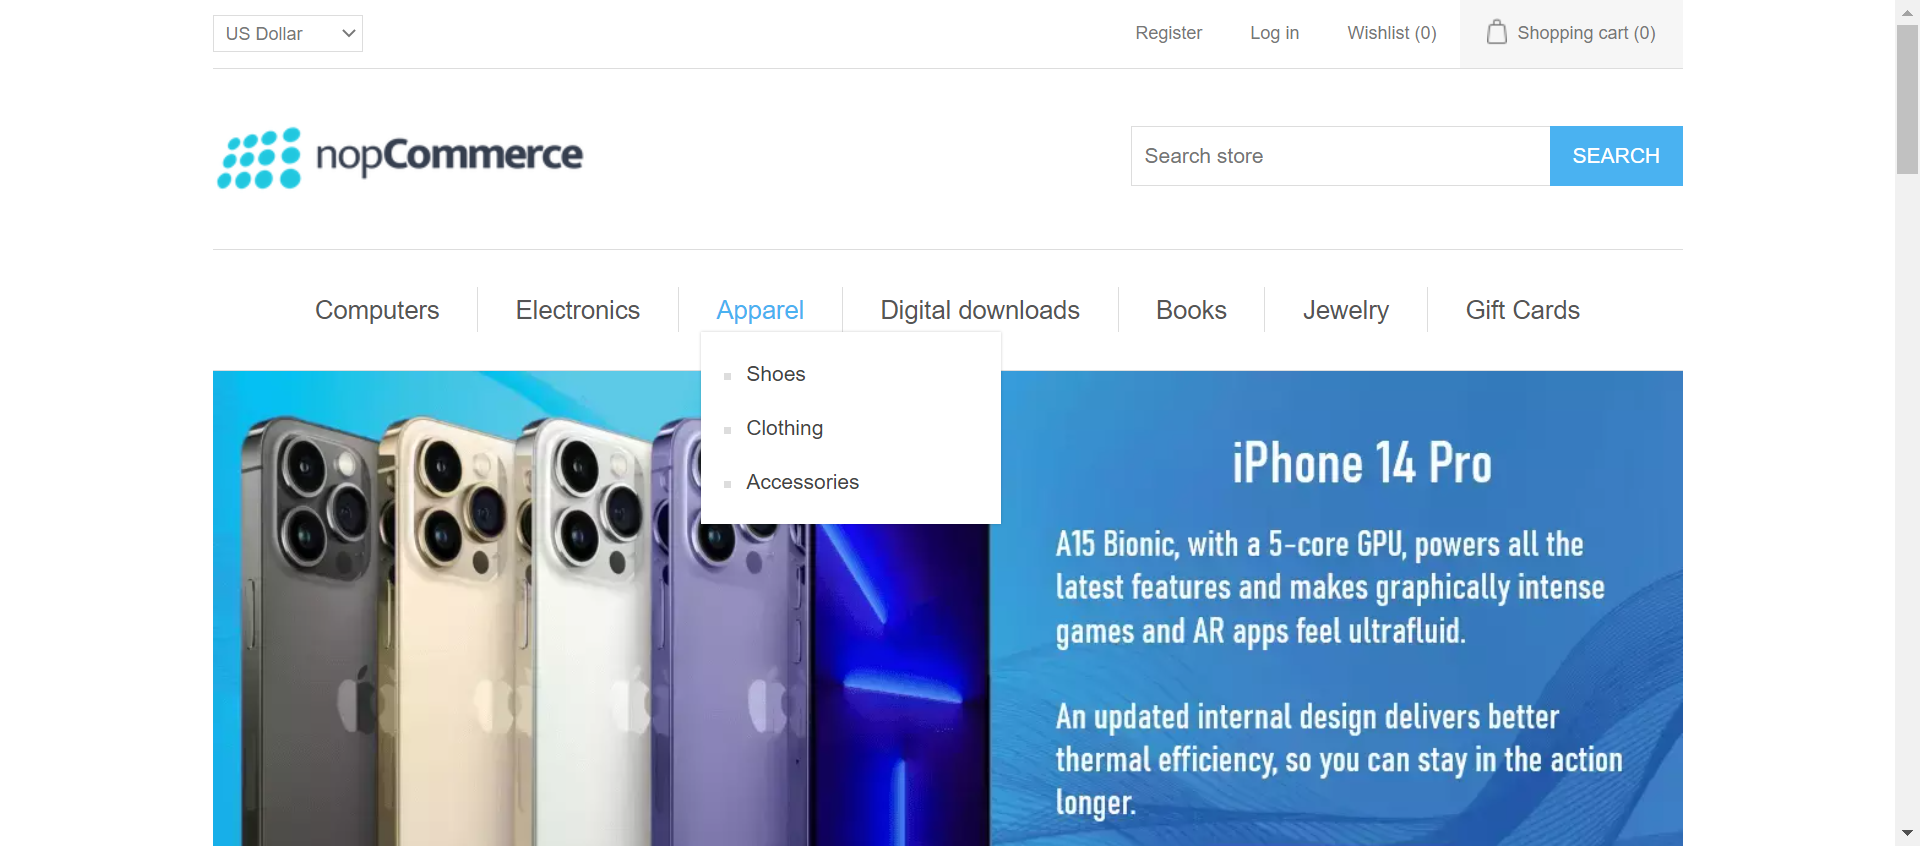 US Dollar
Register
Log in
Wishlist (0)
Shopping cart (0)
nopCommerce
Search store
SEARCH
Computers
Electronics
Apparel
Digital downloads
Books
Jewelry
Gift Cards
Shoes
Clothing
Accessories
iPhone 14 Pro
A15 Bionic, with a 5-core GPU, powers all the
latest features and makes graphically intense
games and AR apps feel ultrafluid.
An updated internal design delivers better
thermal efficiency, so you can stay in the action
longer.